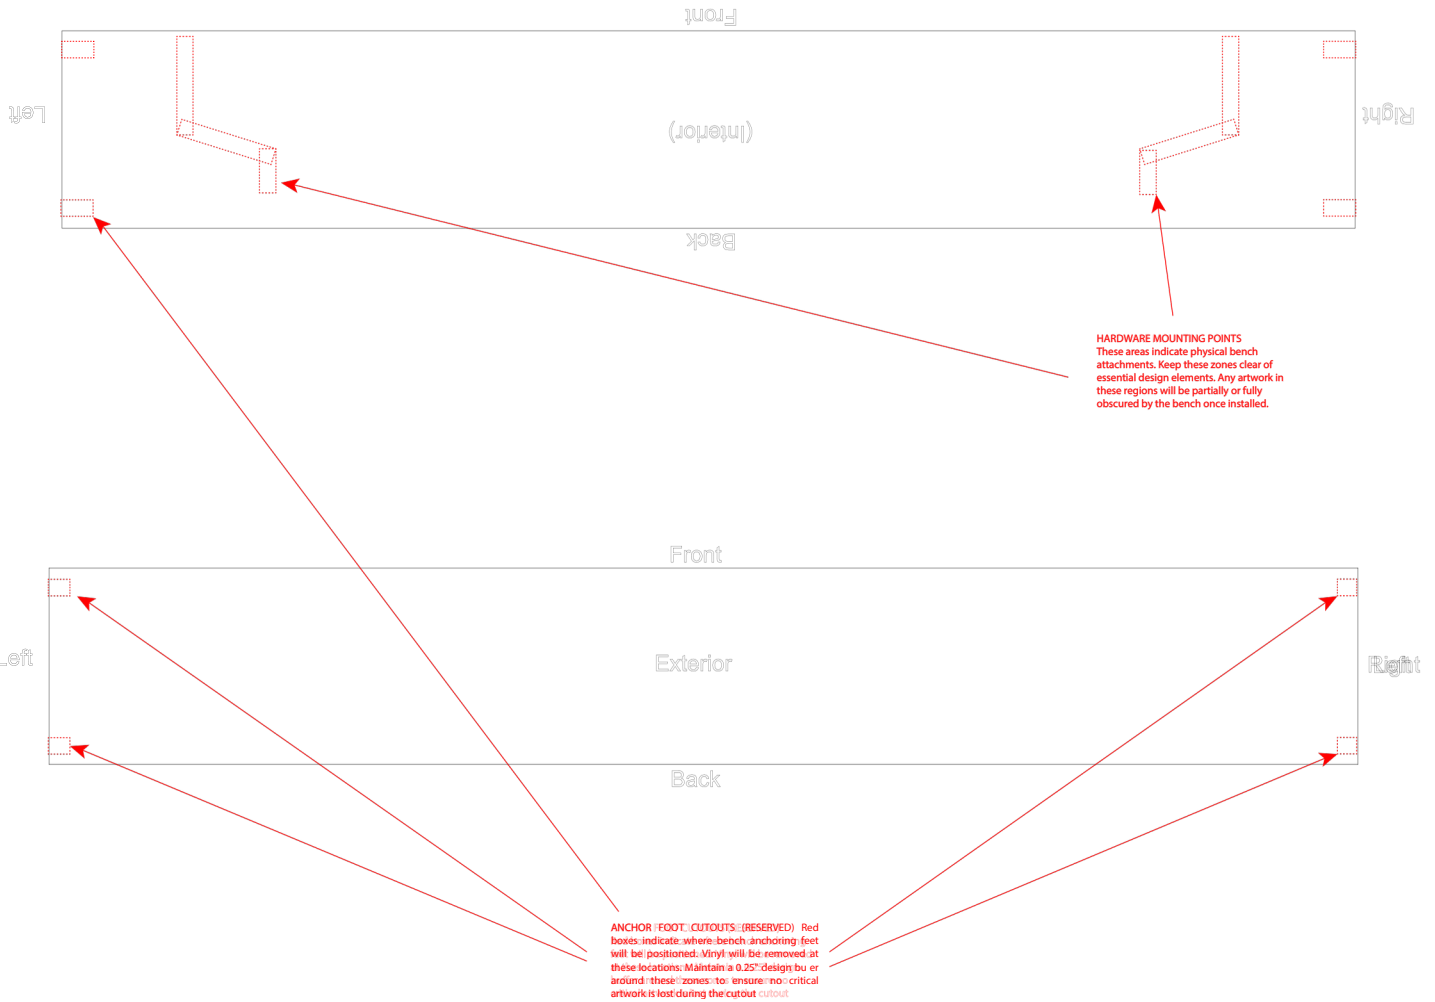 Front
Left
(Interior)
Right
Back
HARDWARE MOUNTING POINTS
These areas indicate physical bench
attachments. Keep these zones clear of
essential design elements. Any artwork in
these regions will be partially or fully
obscured by the bench once installed.
Front
Left
Exterior
Right
Back
ANCHOR FOOT CUTOUTS (RESERVED) Red
boxes indicate where bench anchoring feet
will be positioned. Vinyl will be removed at
these locations. Maintain a 0.25" design bu er
around these zones to ensure no critical
artwork is lost during the cutout